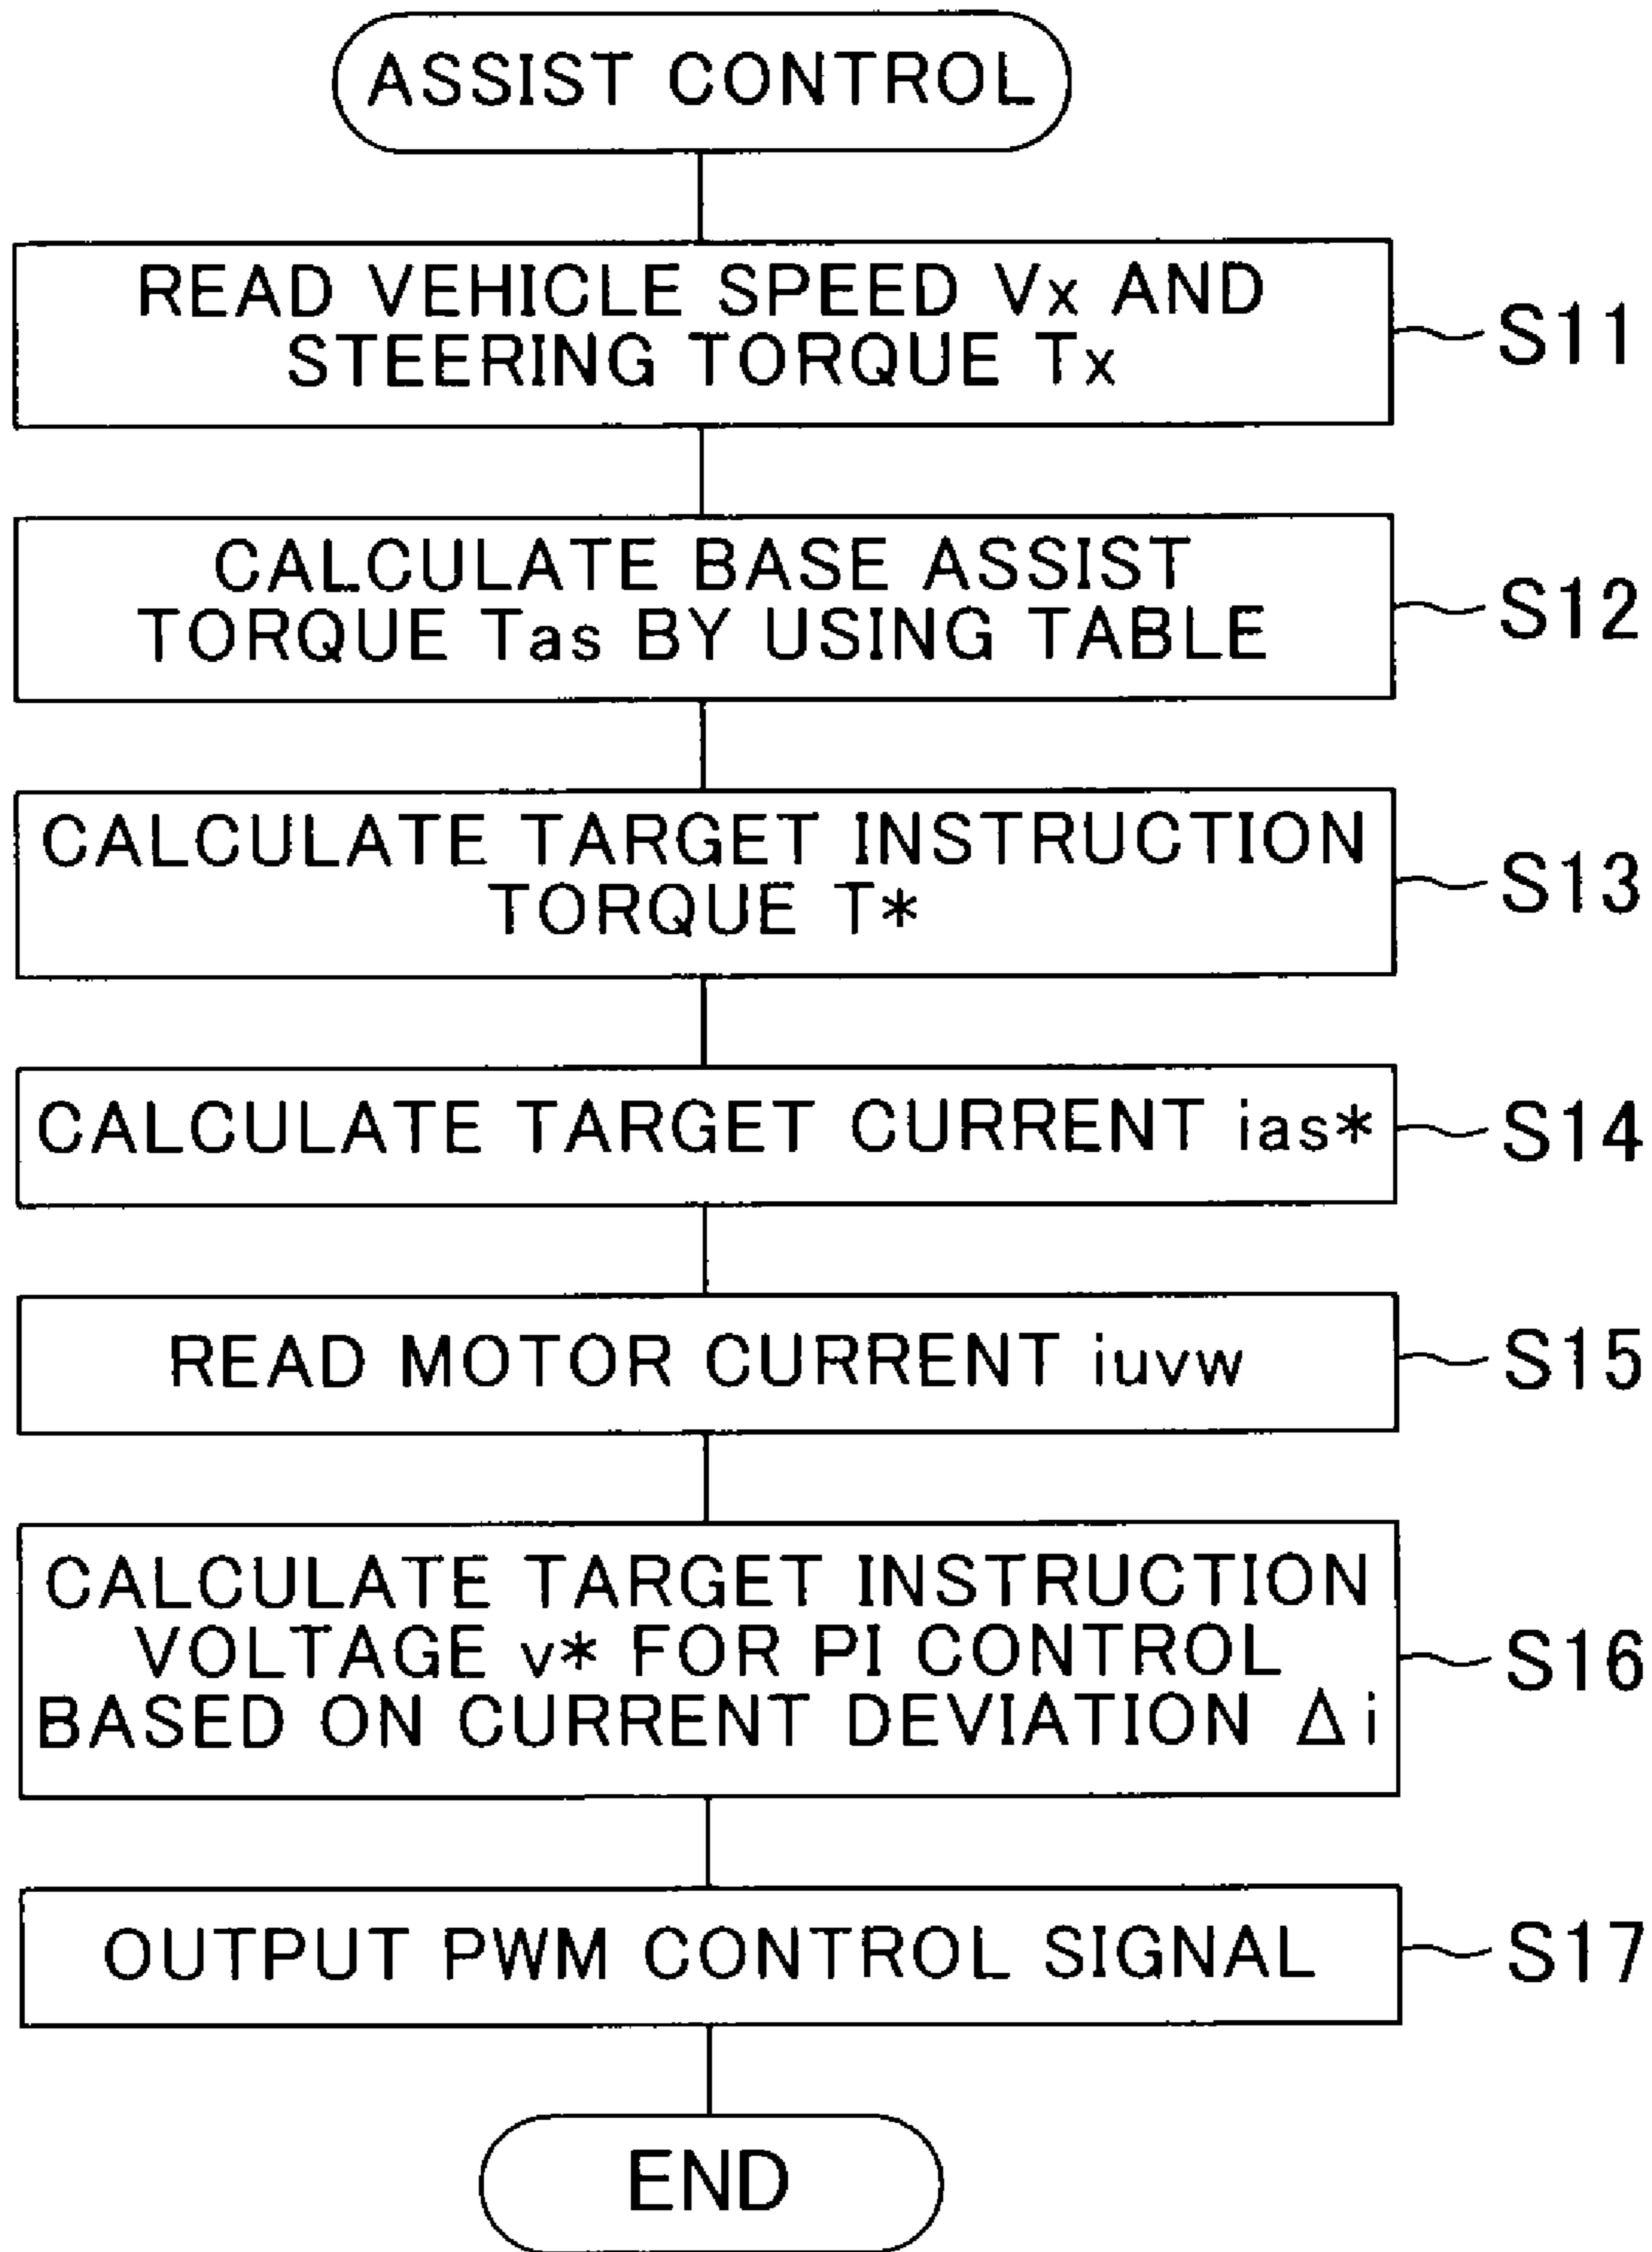 ASSIST CONTROL
READ VEHICLE SPEED Vx AND
STEERING TORQUE Tx
S11
CALCULATE BASE ASSIST
TORQUE Tas BY USING TABLE
S12
CALCULATE TARGET INSTRUCTION
TORQUE T*
S13
CALCULATE TARGET CURRENT ias*
S14
READ MOTOR CURRENT iuvw
S15
CALCULATE TARGET INSTRUCTION
VOLTAGE v* FOR PI CONTROL
BASED ON CURRENT DEVIATION Δi
S16
OUTPUT PWM CONTROL SIGNAL
S17
END